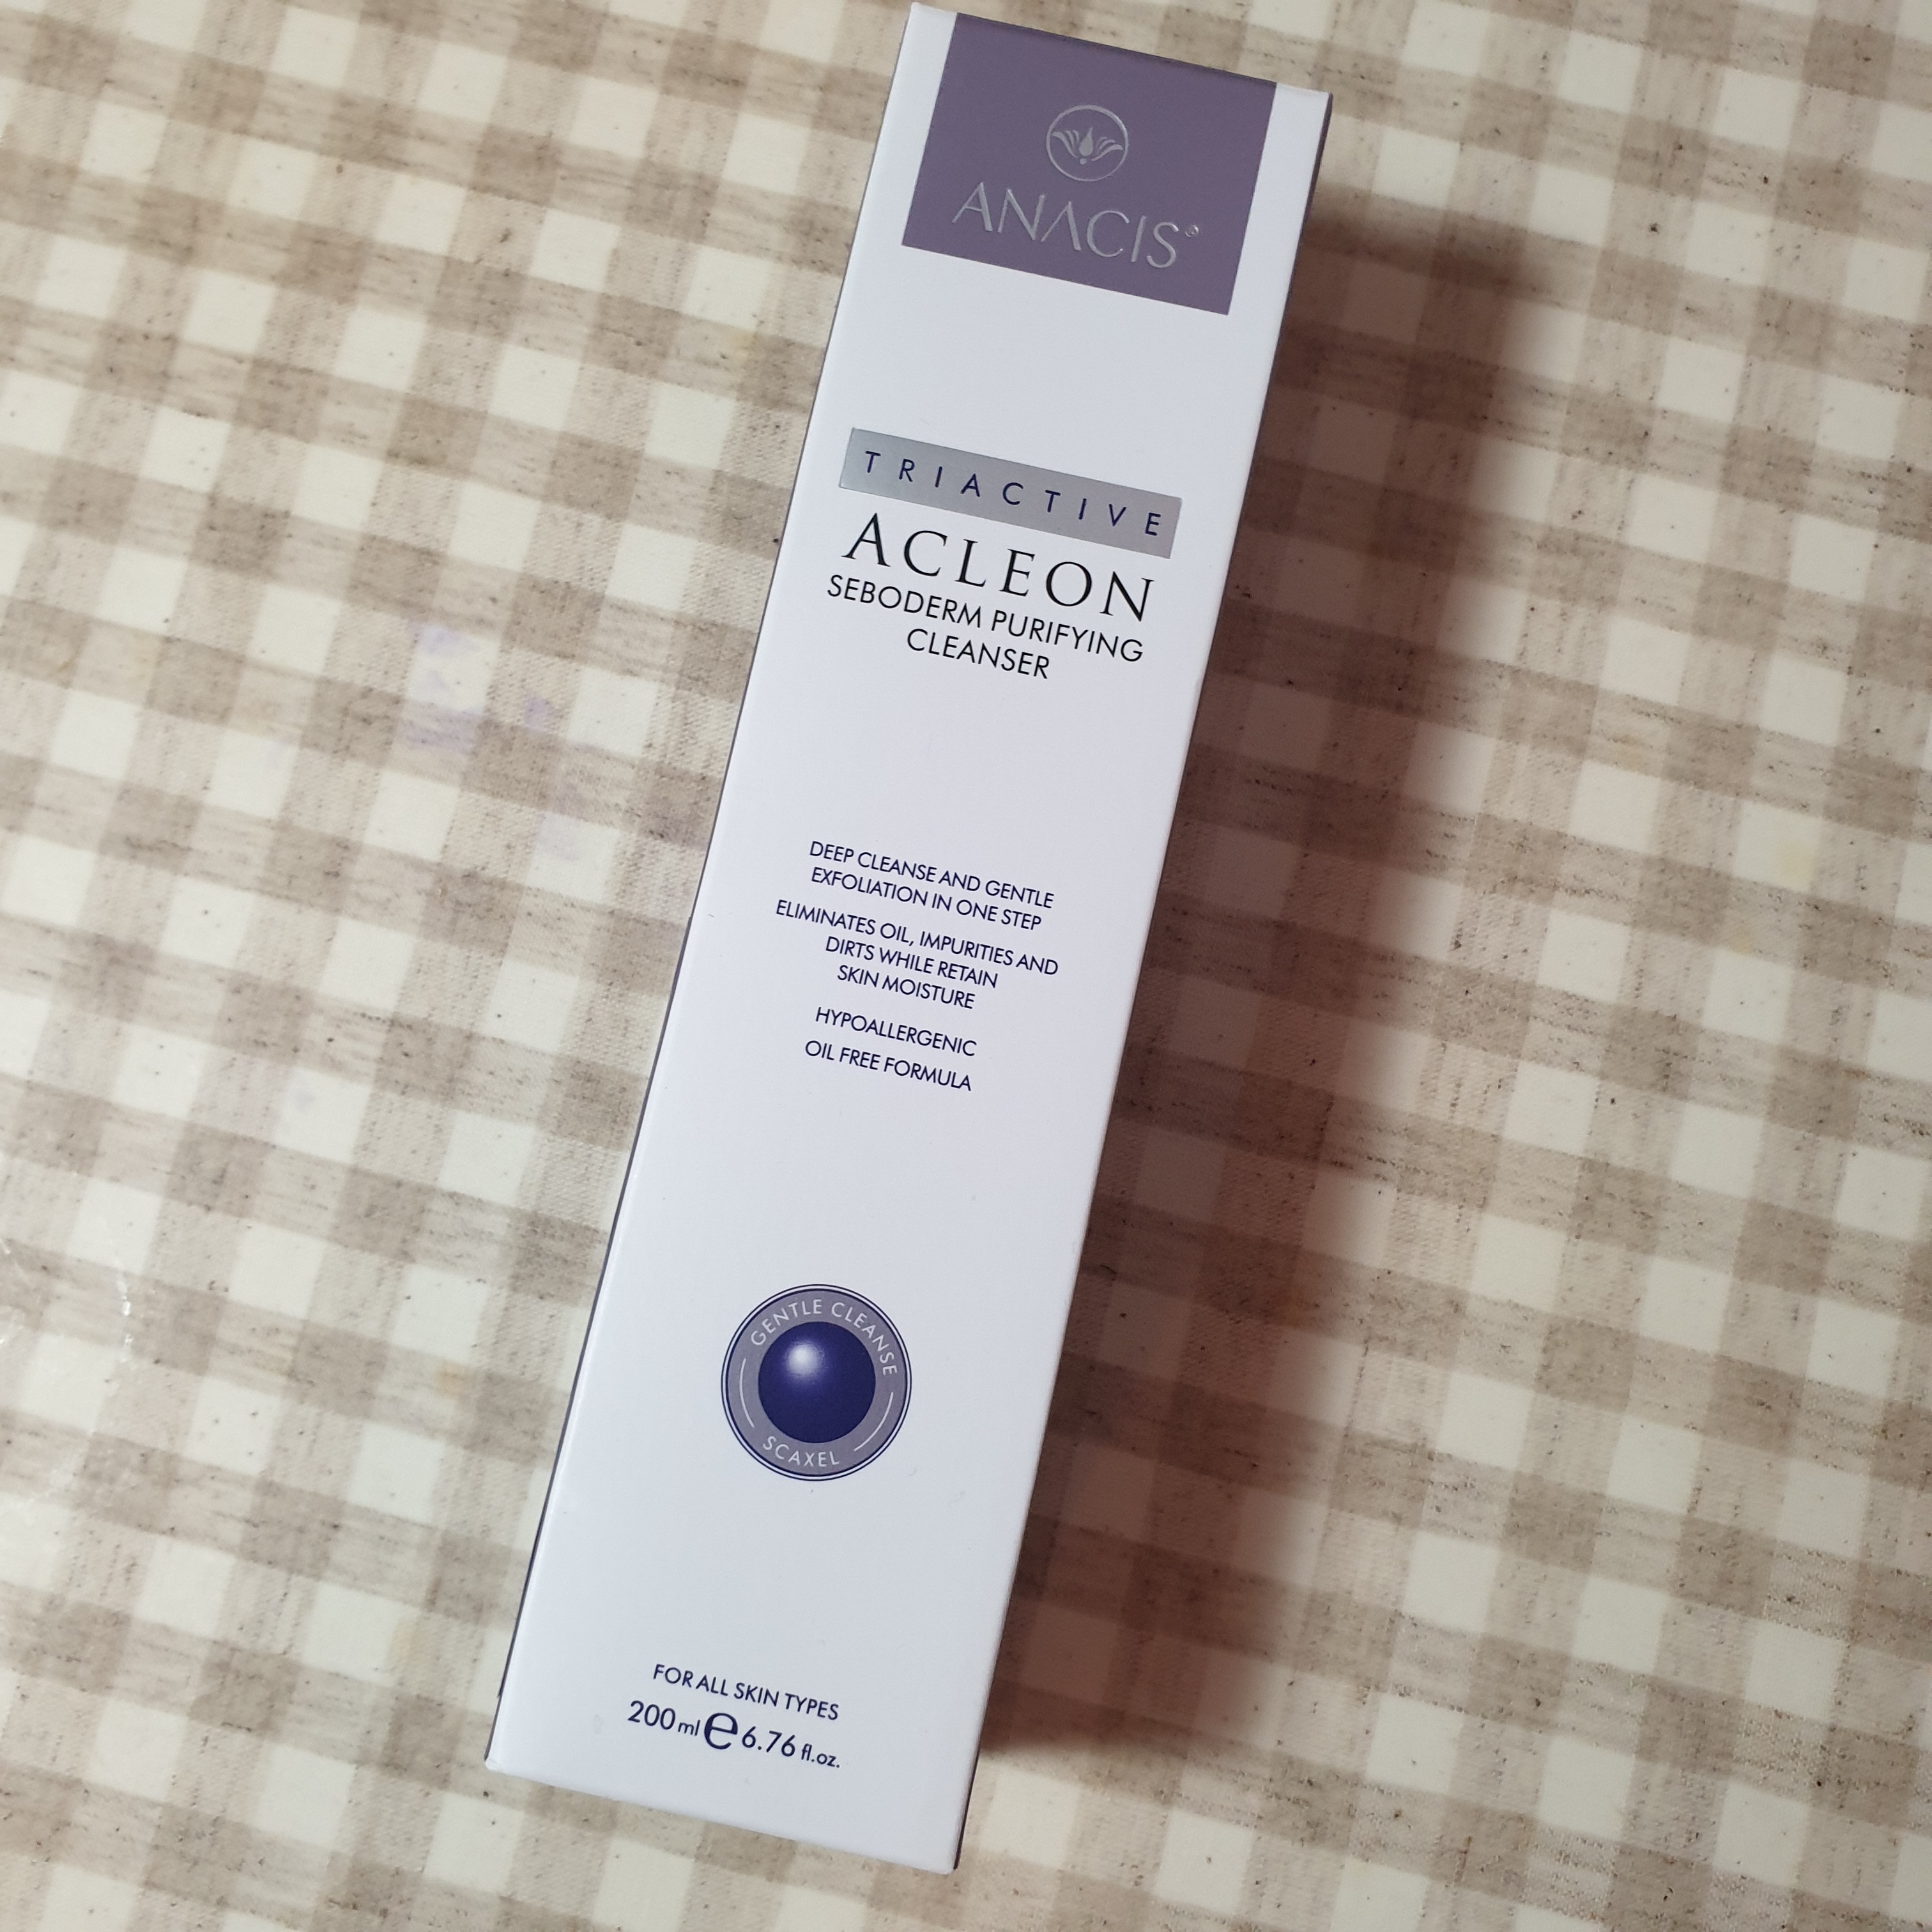 ANACIS®
TRIACTIVE
ACLEON
SEBODERM PURIFYING
CLEANSER
DEEP CLEANSE AND GENTLE
EXFOLIATION IN ONE STEP
ELIMINATES OIL, IMPURITIES AND
DIRTS WHILE RETAIN
SKIN MOISTURE
HYPOALLERGENIC
OIL FREE FORMULA
GENTLE CLEANSE
SCAXEL
FOR ALL SKIN TYPES
200 ml e 6.76 fl.oz.